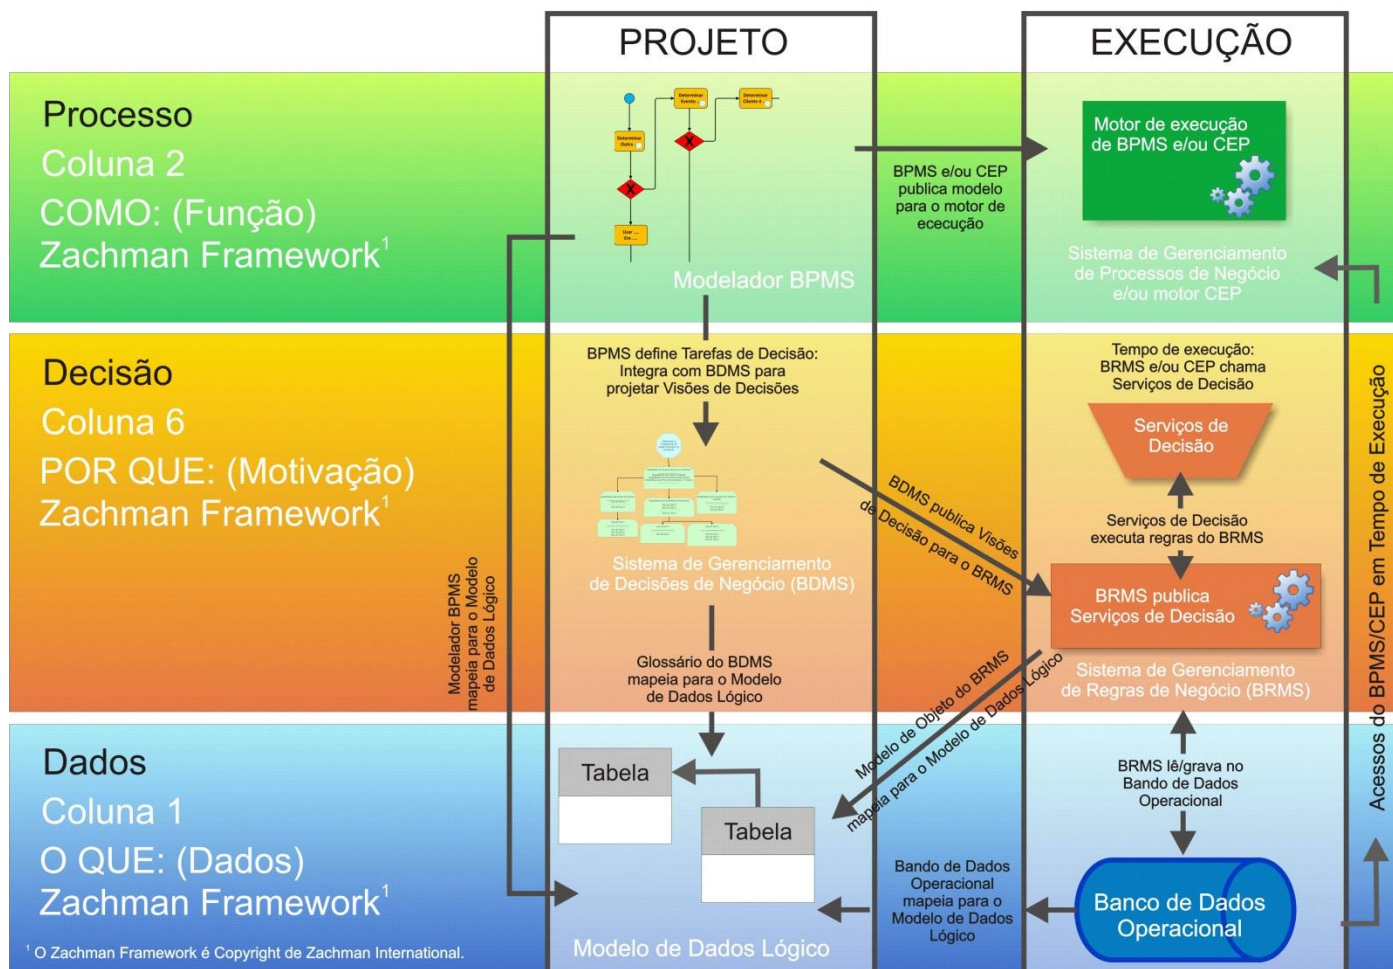 PROJETO
EXECUÇÃO
Processo
Coluna 2
COMO: (Função)
Zachman Framework¹
Determinar
Evento ..
Determinar
Cliente é ..
Determinar
Outra ..
X
X
Usar ....
Em ....
Modelador BPMS
BPMS e/ou CEP
publica modelo
para o motor de
ececução
Motor de execução
de BPMS e/ou CEP
Sistema de Gerenciamento
de Processos de Negócio
e/ou motor CEP
Decisão
Coluna 6
POR QUE: (Motivação)
Zachman Framework¹
BPMS define Tarefas de Decisão:
Integra com BDMS para
projetar Visões de Decisões
Sistema de Gerenciamento
de Decisões de Negócio (BDMS)
Glossário do BDMS
mapeia para o Modelo
de Dados Lógico
Modelador BPMS
mapeia para o Modelo
de Dados Lógico
BDMS publica Visões
de Decisão para o BRMS
Tempo de execução:
BRMS e/ou CEP chama
Serviços de Decisão
Serviços de
Decisão
Serviços de Decisão
executa regras do BRMS
BRMS publica
Serviços de Decisão
Sistema de Gerenciamento
de Regras de Negócio (BRMS)
Modelo de Objeto do BRMS
mapeia para o Modelo de Dados Lógico
Acessos do BPMS/CEP em Tempo de Execução
Dados
Coluna 1
O QUE: (Dados)
Zachman Framework¹
¹ O Zachman Framework é Copyright de Zachman International.
Tabela
Tabela
Modelo de Dados Lógico
Bando de Dados
Operacional
mapeia para o
Modelo de Dados
Lógico
BRMS lê/grava no
Bando de Dados
Operacional
Banco de Dados
Operacional